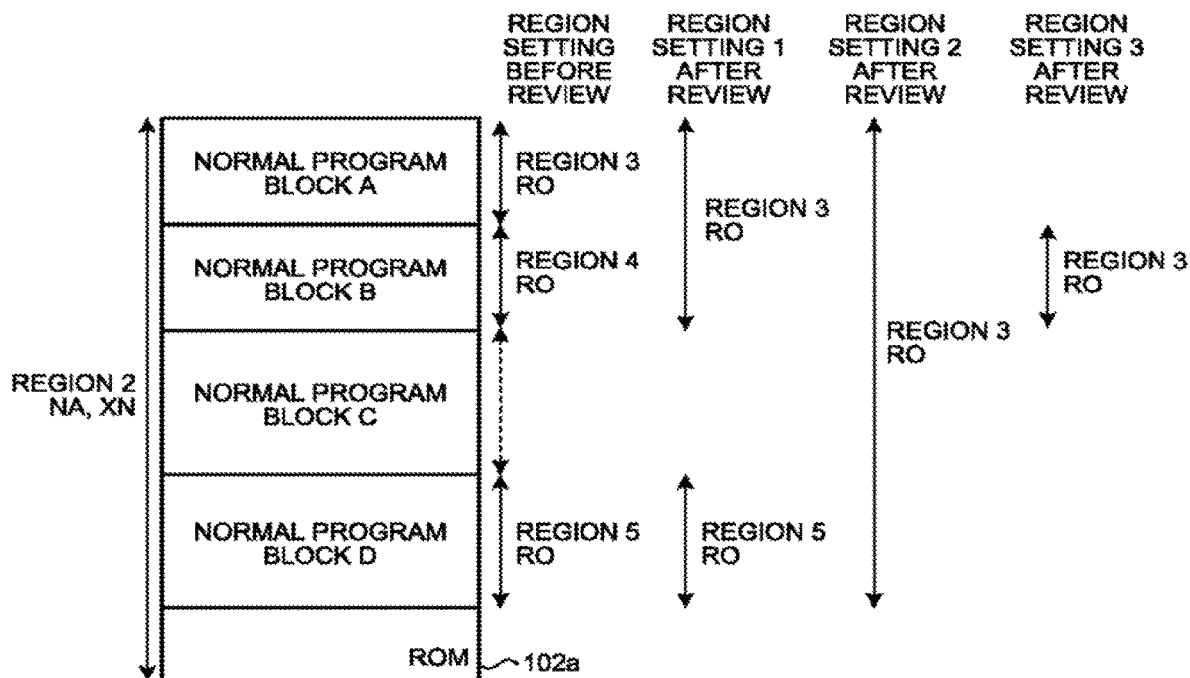 REGION
SETTING
BEFORE
REVIEW
REGION
SETTING 1
AFTER
REVIEW
REGION
SETTING 2
AFTER
REVIEW
REGION
SETTING 3
AFTER
REVIEW
NORMAL PROGRAM
BLOCK A
REGION 3
RO
REGION 3
RO
NORMAL PROGRAM
BLOCK B
REGION 4
RO
REGION 3
RO
REGION 3
RO
REGION 2
NA, XN
NORMAL PROGRAM
BLOCK C
NORMAL PROGRAM
BLOCK D
REGION 5
RO
REGION 5
RO
ROM
102a